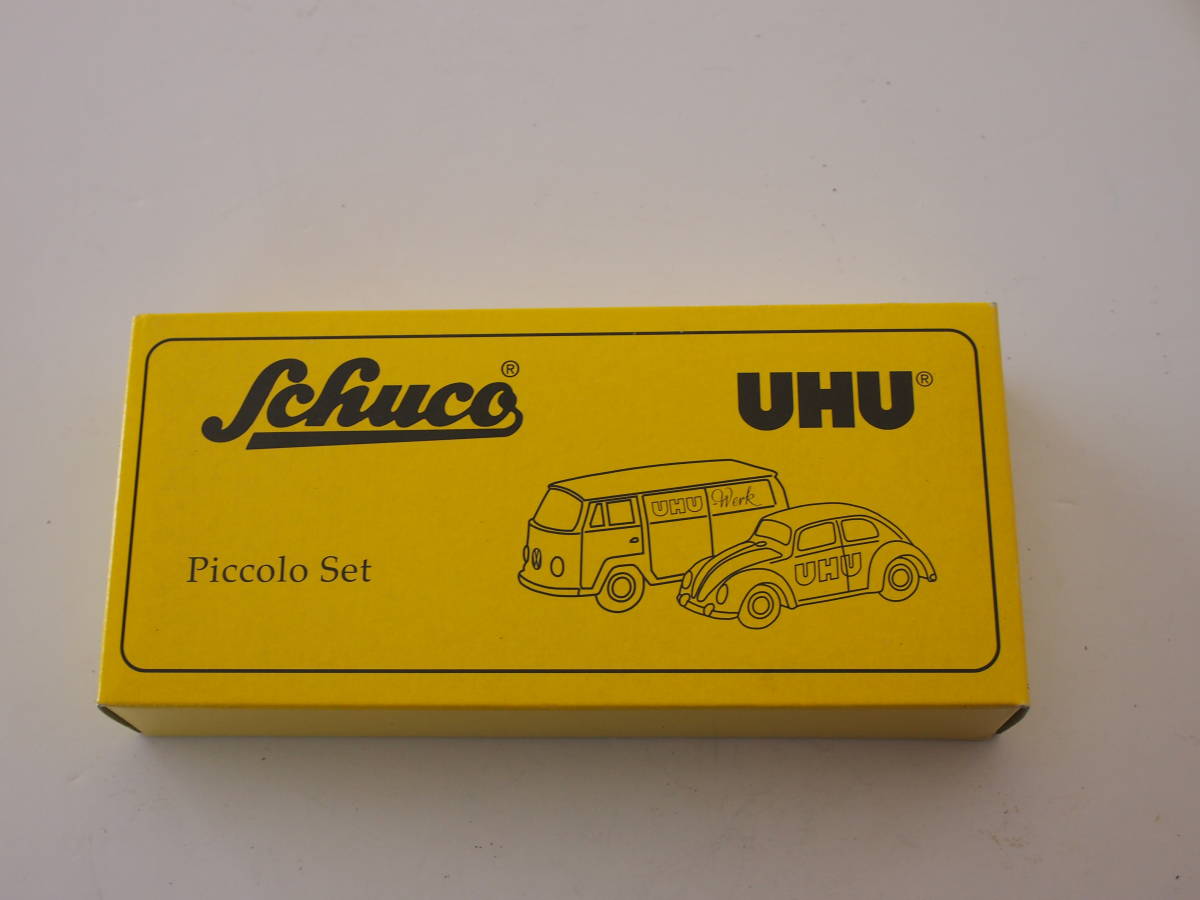 Schuco®
UHU®
UHU Werk
UHU
Piccolo Set